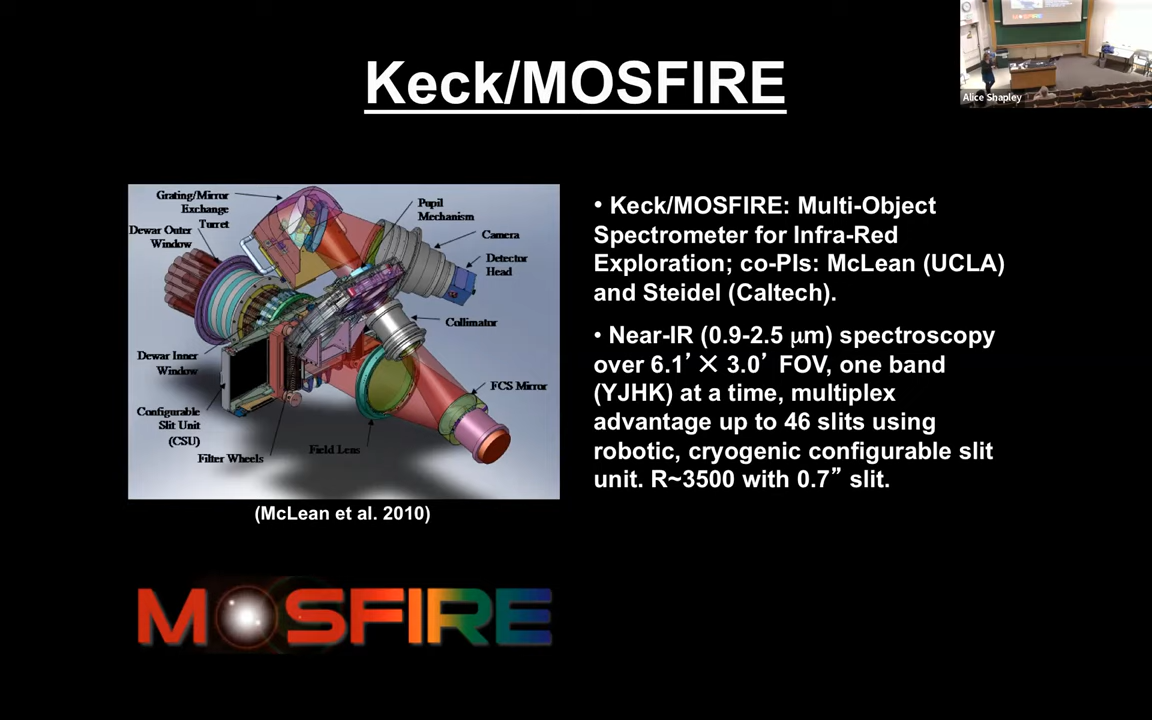 MOSFIRE
Alice Shapley
Keck/MOSFIRE
Grating/Mirror
Exchange
Turret
Dewar Outer
Window
Pupil
Mechanism
Camera
Detector
Head
Collimator
Dewar Inner
Window
FCS Mirror
Configurable
Slit Unit
(CSU)
Field Lens
Filter Wheels
(McLean et al. 2010)
• Keck/MOSFIRE: Multi-Object
Spectrometer for Infra-Red
Exploration; co-PIs: McLean (UCLA)
and Steidel (Caltech).
• Near-IR (0.9-2.5 μm) spectroscopy
over 6.1’ X 3.0’ FOV, one band
(YJHK) at a time, multiplex
advantage up to 46 slits using
robotic, cryogenic configurable slit
unit. R~3500 with 0.7” slit.
MOSFIRE